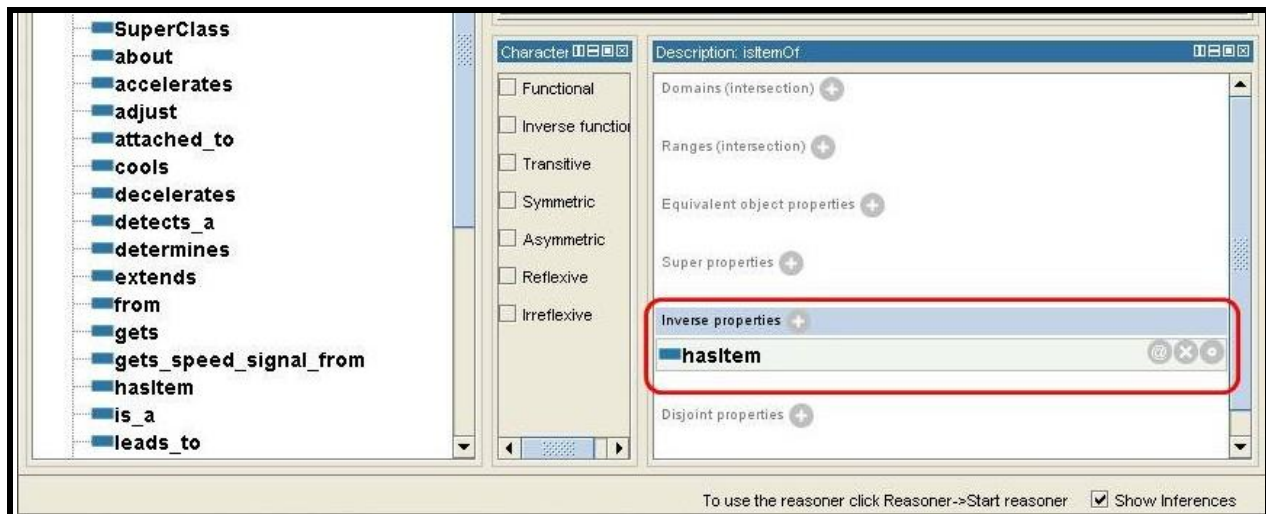 SuperClass
about
accelerates
adjust
attached_to
cools
decelerates
detects_a
determines
extends
from
gets
gets_speed_signal_from
hasItem
is_a
leads_to
Character
Functional
Inverse function
Transitive
Symmetric
Asymmetric
Reflexive
Irreflexive
Description: isItemOf
Domains (intersection)
Ranges (intersection)
Equivalent object properties
Super properties
Inverse properties
hasItem
Disjoint properties
To use the reasoner click Reasoner->Start reasoner Show Inferences